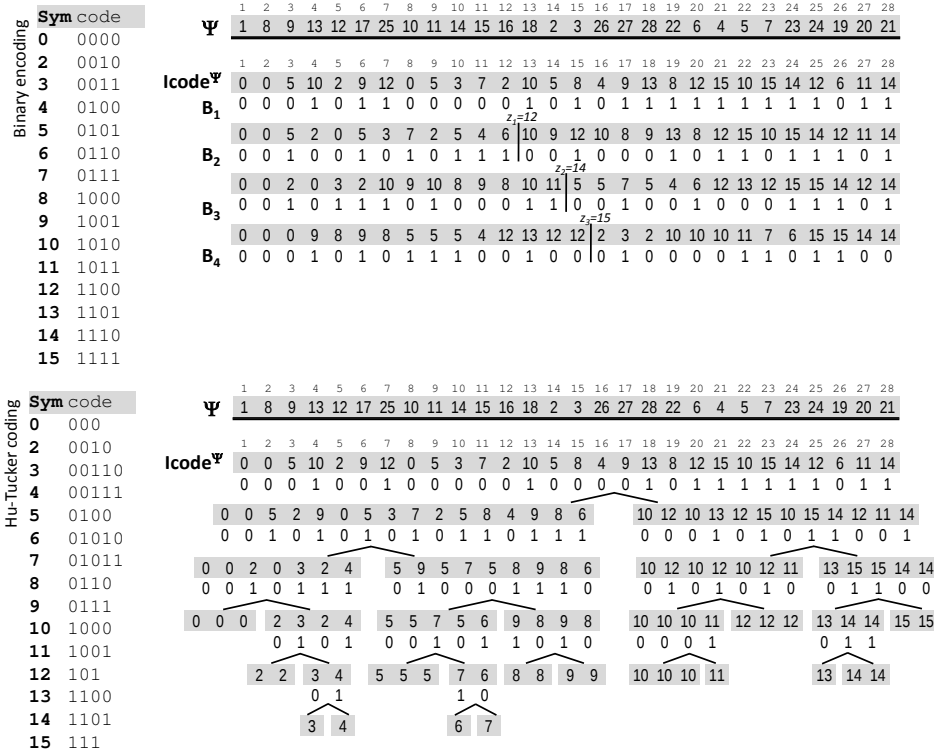 Binary encoding
Sym code
0 0000
2 0010
3 0011
4 0100
5 0101
6 0110
7 0111
8 1000
9 1001
10 1010
11 1011
12 1100
13 1101
14 1110
15 1111
1 2 3 4 5 6 7 8 9 10 11 12 13 14 15 16 17 18 19 20 21 22 23 24 25 26 27 28
Ψ 1 8 9 13 12 17 25 10 11 14 15 16 18 2 3 26 27 28 22 6 4 5 7 23 24 19 20 21
1 2 3 4 5 6 7 8 9 10 11 12 13 14 15 16 17 18 19 20 21 22 23 24 25 26 27 28
Icode^Ψ 0 0 5 10 2 9 12 0 5 3 7 2 10 5 8 4 9 13 8 12 15 10 15 14 12 6 11 14
B1 0 0 0 1 0 1 1 0 0 0 0 0 1 0 1 0 1 1 1 1 1 1 1 1 1 0 1 1
z1=12
0 0 5 2 0 5 3 7 2 5 4 6 10 9 12 10 8 9 13 8 12 15 10 15 14 12 11 14
B2 0 0 1 0 0 1 0 1 0 1 1 1 0 0 1 0 0 0 1 0 1 1 0 1 1 1 0 1
z2=14
0 0 2 0 3 2 10 9 10 8 9 8 10 11 5 5 7 5 4 6 12 13 12 15 15 14 12 14
B3 0 0 1 0 1 1 1 0 1 0 0 0 1 1 0 0 1 0 0 1 0 0 0 1 1 1 0 1
z3=15
0 0 0 9 8 9 8 5 5 5 4 12 13 12 12 2 3 2 10 10 10 11 7 6 15 15 14 14
B4 0 0 0 1 0 1 0 1 1 1 0 0 1 0 0 0 1 0 0 0 0 1 1 0 1 1 0 0
Hu-Tucker coding
Sym code
0 000
2 0010
3 00110
4 00111
5 0100
6 01010
7 01011
8 0110
9 0111
10 1000
11 1001
12 101
13 1100
14 1101
15 111
1 2 3 4 5 6 7 8 9 10 11 12 13 14 15 16 17 18 19 20 21 22 23 24 25 26 27 28
Ψ 1 8 9 13 12 17 25 10 11 14 15 16 18 2 3 26 27 28 22 6 4 5 7 23 24 19 20 21
1 2 3 4 5 6 7 8 9 10 11 12 13 14 15 16 17 18 19 20 21 22 23 24 25 26 27 28
Icode^Ψ 0 0 5 10 2 9 12 0 5 3 7 2 10 5 8 4 9 13 8 12 15 10 15 14 12 6 11 14
0 0 0 1 0 0 1 0 0 0 0 0 1 0 0 0 0 1 0 1 1 1 1 1 1 0 1 1
0 0 5 2 9 0 5 3 7 2 5 8 4 9 8 6 10 12 10 13 12 15 10 15 14 12 11 14
0 0 1 0 1 0 1 0 1 0 1 1 0 1 1 1 0 0 0 1 0 1 0 1 1 0 0 1
0 0 2 0 3 2 4 5 9 5 7 5 8 9 8 6 10 12 10 12 10 12 11 13 15 15 14 14
0 0 1 0 1 1 1 0 1 0 0 0 1 1 1 0 0 1 0 1 0 1 0 0 1 1 0 0
0 0 0 2 3 2 4 5 5 7 5 6 9 8 9 8 10 10 10 11 12 12 12 13 14 14 15 15
0 1 0 1 0 0 1 0 1 1 0 1 0 0 0 0 1 0 1 1
2 2 3 4 5 5 5 7 6 8 8 9 9 10 10 10 11 13 14 14
0 1 1 0
3 4 6 7